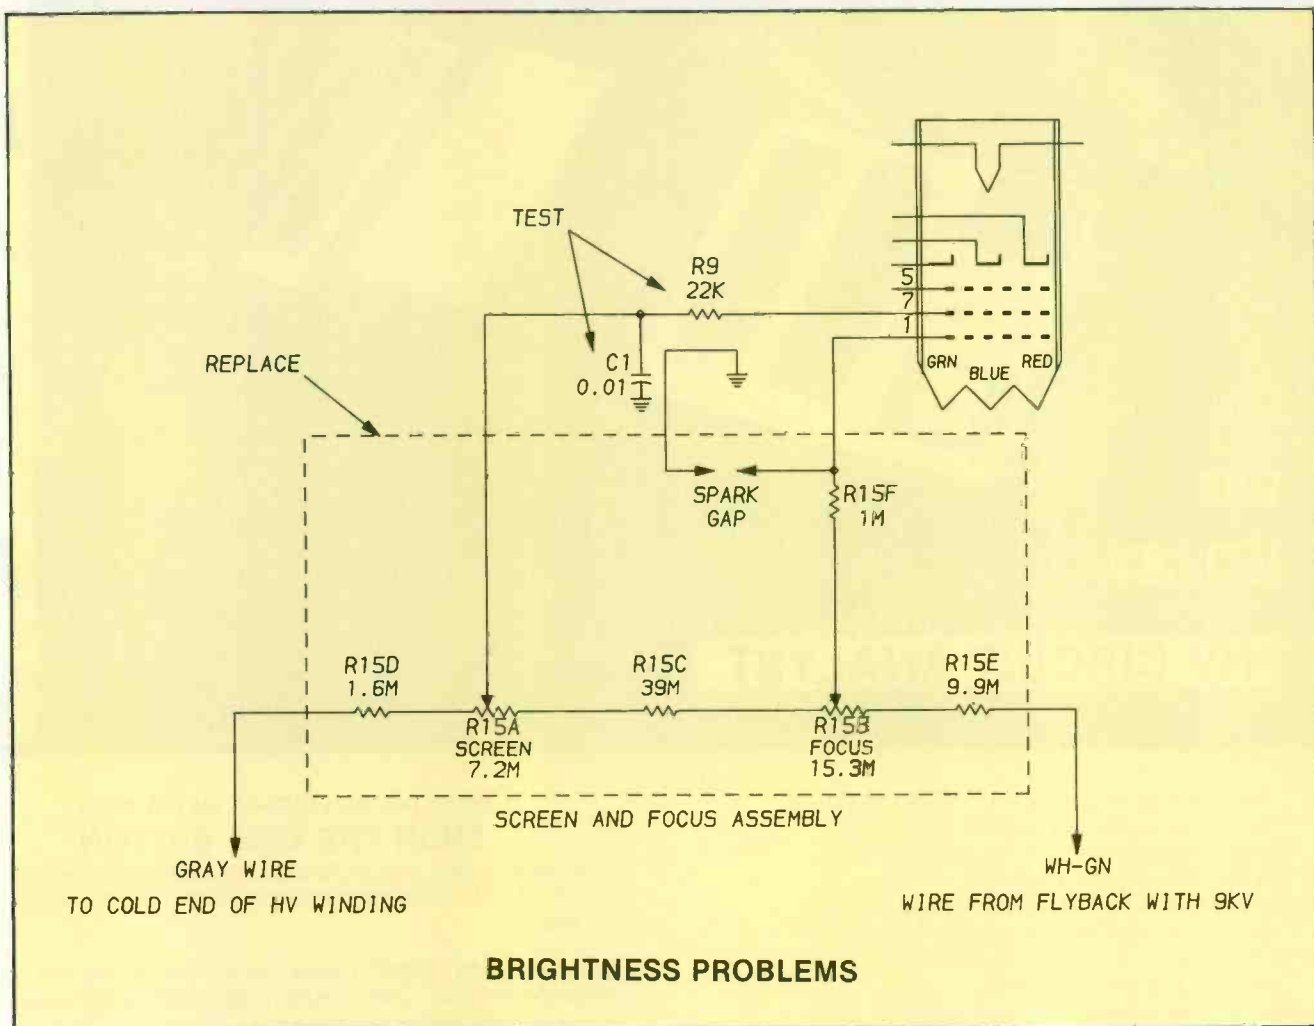 TEST
R9
22K
5
7
1
C1
0.01
REPLACE
GRN
BLUE
RED
SPARK
GAP
R15F
1M
R15D
1.6M
R15A
SCREEN
7.2M
R15C
39M
R15B
FOCUS
15.3M
R15E
9.9M
SCREEN AND FOCUS ASSEMBLY
GRAY WIRE
TO COLD END OF HV WINDING
WH-GN
WIRE FROM FLYBACK WITH 9KV
BRIGHTNESS PROBLEMS